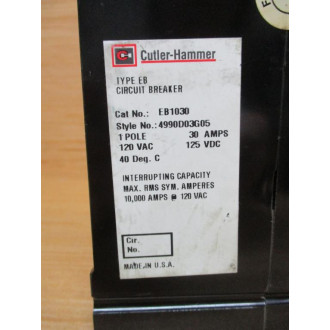 Cutler-Hammer
TYPE EB
CIRCUIT BREAKER
Cat No.: EB1030
Style No.: 4990D03G05
1 POLE 30 AMPS
120 VAC 125 VDC
40 Deg. C
INTERRUPTING CAPACITY
MAX. RMS SYM. AMPERES
10,000 AMPS @ 120 VAC
Cir.
No.
MADE IN U.S.A.